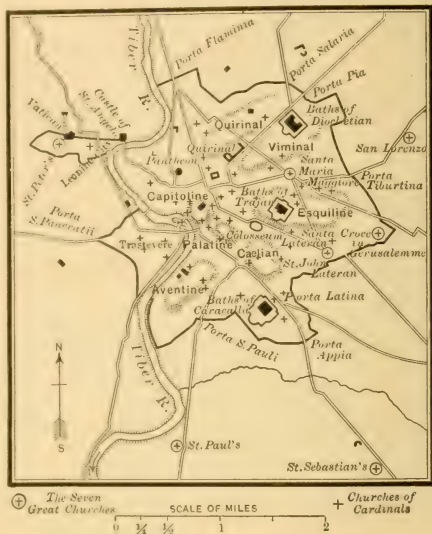 Tiber
R.
Porta Flaminia
Porta Salaria
Porta Pia
Castle of
St. Angelo
Vatican
St. Peter's
Leonine City
Baths of
Diocletian
Quirinal
Quirinal
Viminal
San Lorenzo
Pantheon
Santa
Maria
Maggiore
Porta
Tiburtina
Capitoline
Baths of
Trajan
Esquiline
Porta
S. Pancratii
Colosseum
Santa Croce
in
Gerusalemme
Lateran
Trastevere
Palatine
Caelian
St. John
Lateran
Aventine
Baths of
Caracalla
Porta Latina
Tiber
R.
Porta S. Pauli
Porta
Appia
N
S
St. Paul's
St. Sebastian's
The Seven
Great Churches
SCALE OF MILES
Churches of
Cardinals
0 ¼ ½ 1 2